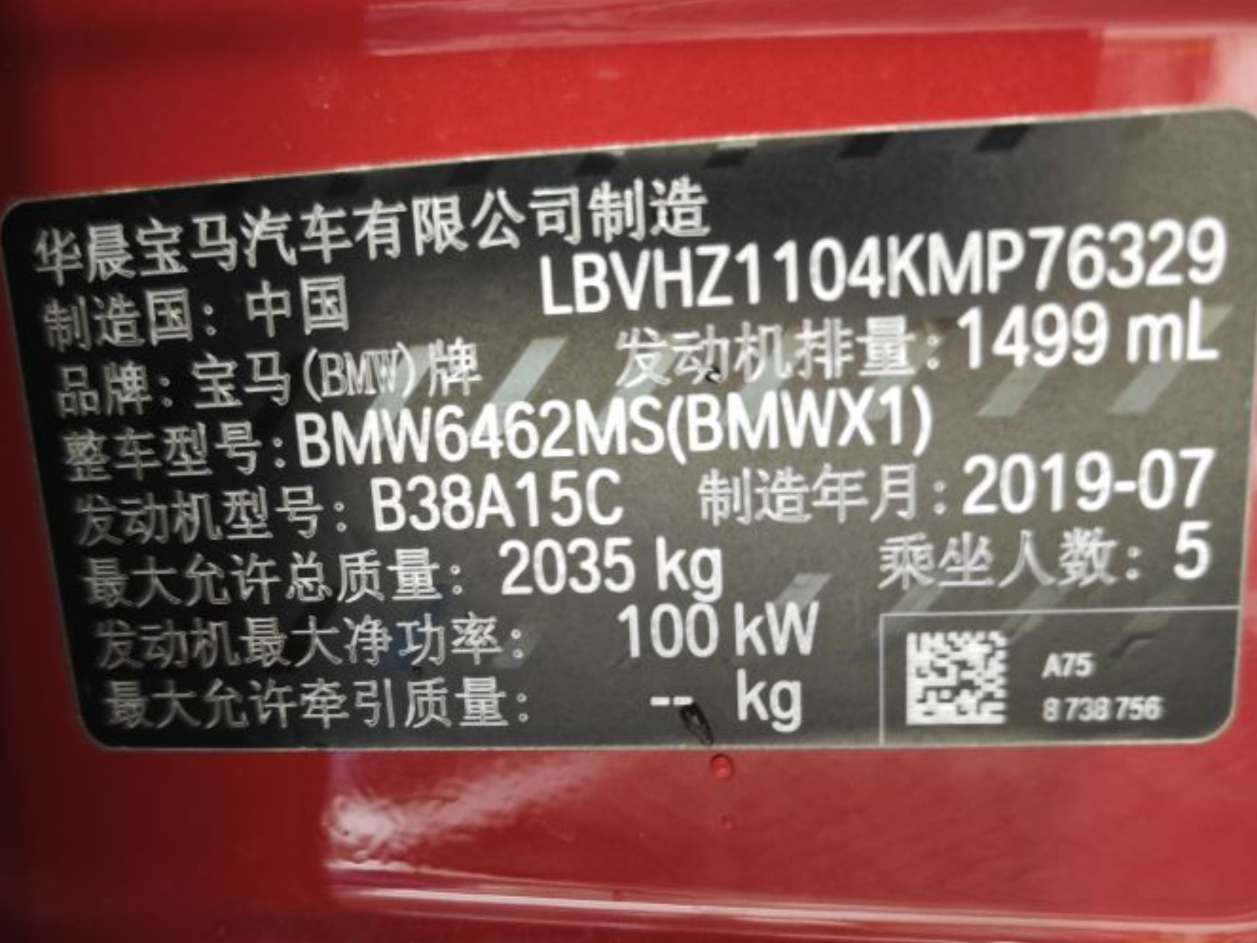 华晨宝马汽车有限公司制造
制造国：中国 LBVHZ1104KMP76329
品牌：宝马(BMW)牌 发动机排量：1499 mL
整车型号：BMW6462MS(BMWX1)
发动机型号：B38A15C 制造年月：2019-07
最大允许总质量：2035 kg 乘坐人数：5
发动机最大净功率：100 kW
最大允许牵引质量：-- kg
A75
8 738 756